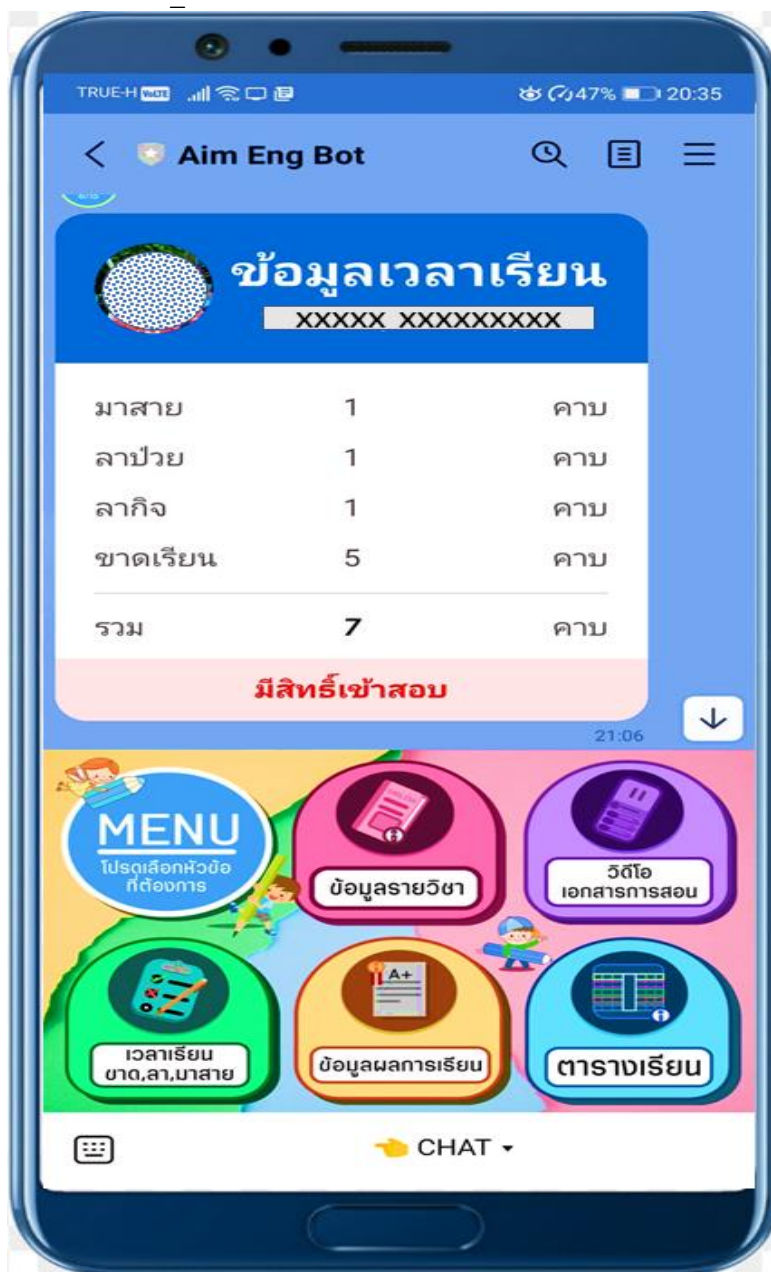 TRUE-H VoLTE 47% 20:35
Aim Eng Bot
ข้อมูลเวลาเรียน
XXXXX XXXXXXXXX
มาสาย 1 คาบ
ลาป่วย 1 คาบ
ลากิจ 1 คาบ
ขาดเรียน 5 คาบ
รวม 7 คาบ
มีสิทธิ์เข้าสอบ
21:06
MENU
โปรดเลือกหัวข้อ
ที่ต้องการ
ข้อมูลรายวิชา
วิดีโอ
เอกสารการสอน
A+
เวลาเรียน
ขาด,ลา,มาสาย
ข้อมูลผลการเรียน
ตารางเรียน
CHAT